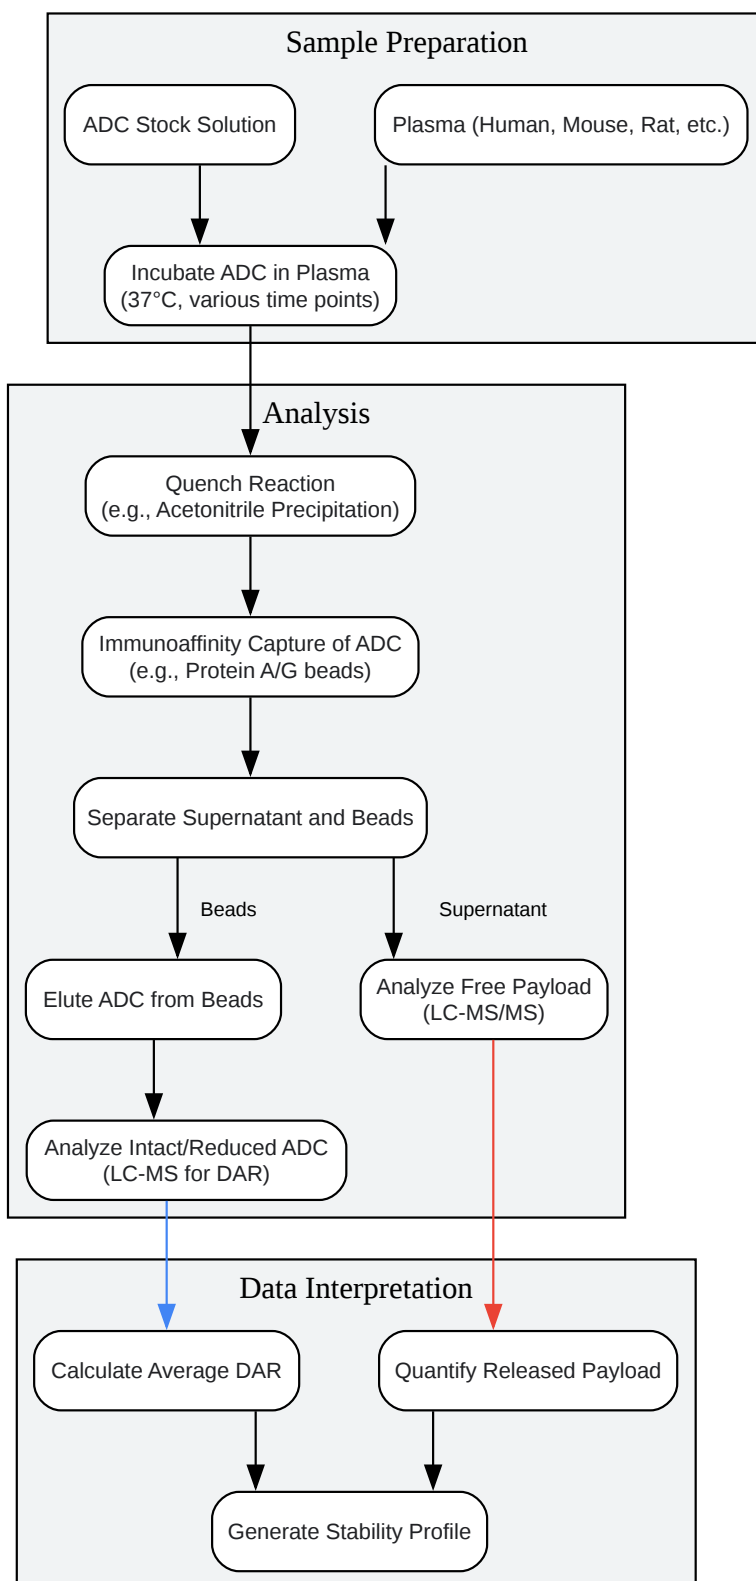 Sample Preparation
ADC Stock Solution
Plasma (Human, Mouse, Rat, etc.)
Incubate ADC in Plasma
(37°C, various time points)
Analysis
Quench Reaction
(e.g., Acetonitrile Precipitation)
Immunoaffinity Capture of ADC
(e.g., Protein A/G beads)
Separate Supernatant and Beads
Beads
Supernatant
Elute ADC from Beads
Analyze Free Payload
(LC-MS/MS)
Analyze Intact/Reduced ADC
(LC-MS for DAR)
Data Interpretation
Calculate Average DAR
Quantify Released Payload
Generate Stability Profile